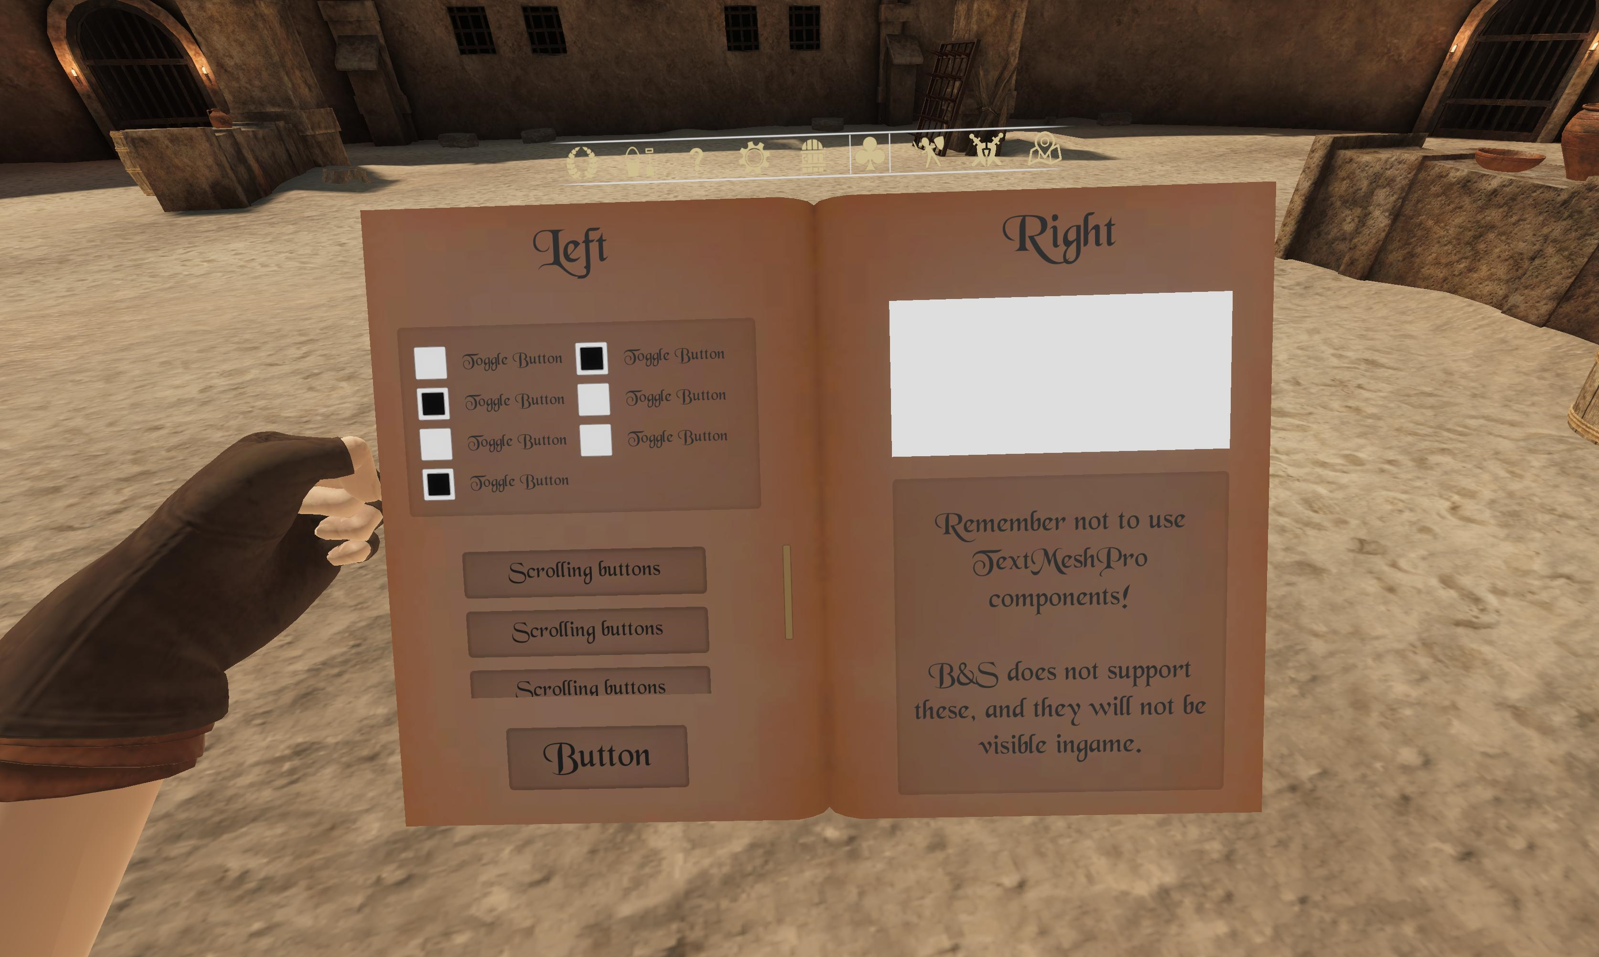 Left
Toggle Button
Toggle Button
Toggle Button
Toggle Button
Toggle Button
Toggle Button
Toggle Button
Scrolling buttons
Scrolling buttons
Scrolling buttons
Button
Right
Remember not to use
TextMeshPro
components!
B&S does not support
these, and they will not be
visible ingame.